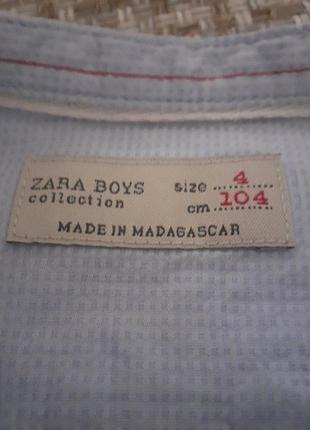 ZARA BOYS size 4
collection cm 104
MADE IN MADAGASCAR